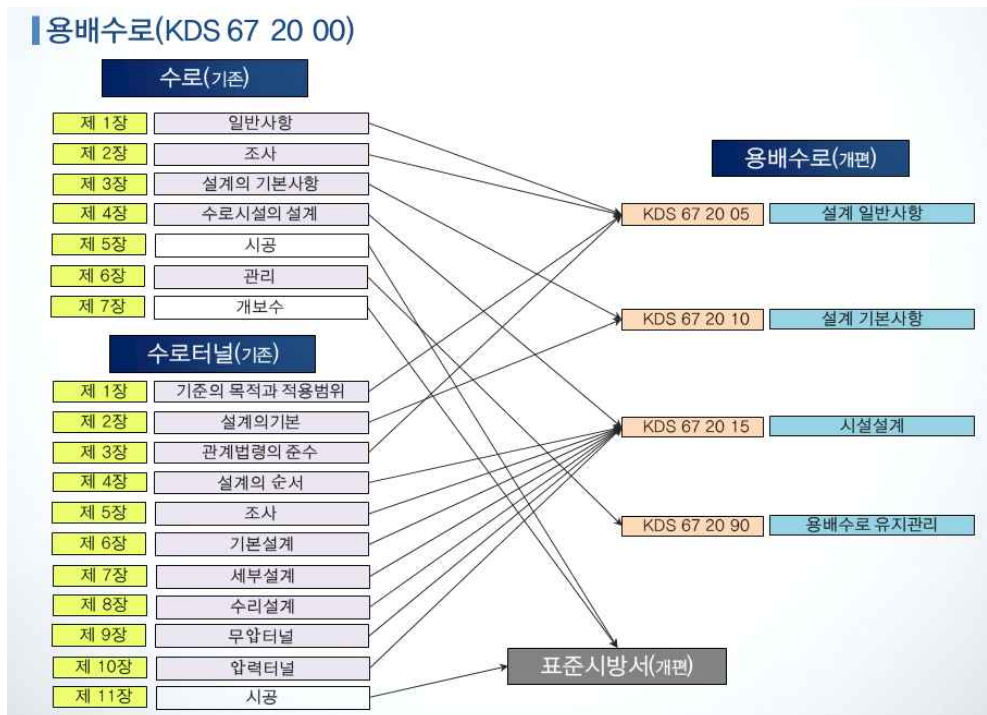 용배수로(KDS 67 20 00)
수로(기존)
제 1장 일반사항
제 2장 조사
제 3장 설계의 기본사항
제 4장 수로시설의 설계
제 5장 시공
제 6장 관리
제 7장 개보수
수로터널(기존)
제 1장 기준의 목적과 적용범위
제 2장 설계의기본
제 3장 관계법령의 준수
제 4장 설계의 순서
제 5장 조사
제 6장 기본설계
제 7장 세부설계
제 8장 수리설계
제 9장 무압터널
제 10장 압력터널
제 11장 시공
용배수로(개편)
KDS 67 20 05 설계 일반사항
KDS 67 20 10 설계 기본사항
KDS 67 20 15 시설설계
KDS 67 20 90 용배수로 유지관리
표준시방서(개편)